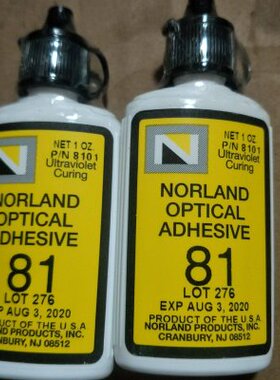 N
NET 1 OZ.
P/N 8101
Ultraviolet
Curing
NORLAND
OPTICAL
ADHESIVE
81
LOT 276
EXP AUG 3, 2020
PRODUCT OF THE U.S.A.
NORLAND PRODUCTS, INC.
CRANBURY, NJ 08512
N
NET 1 OZ.
P/N 8101
Ultraviolet
Curing
NORLAND
OPTICAL
ADHESIVE
81
LOT 276
EXP AUG 3, 2020
PRODUCT OF THE U.S.A.
NORLAND PRODUCTS, INC.
CRANBURY, NJ 08512